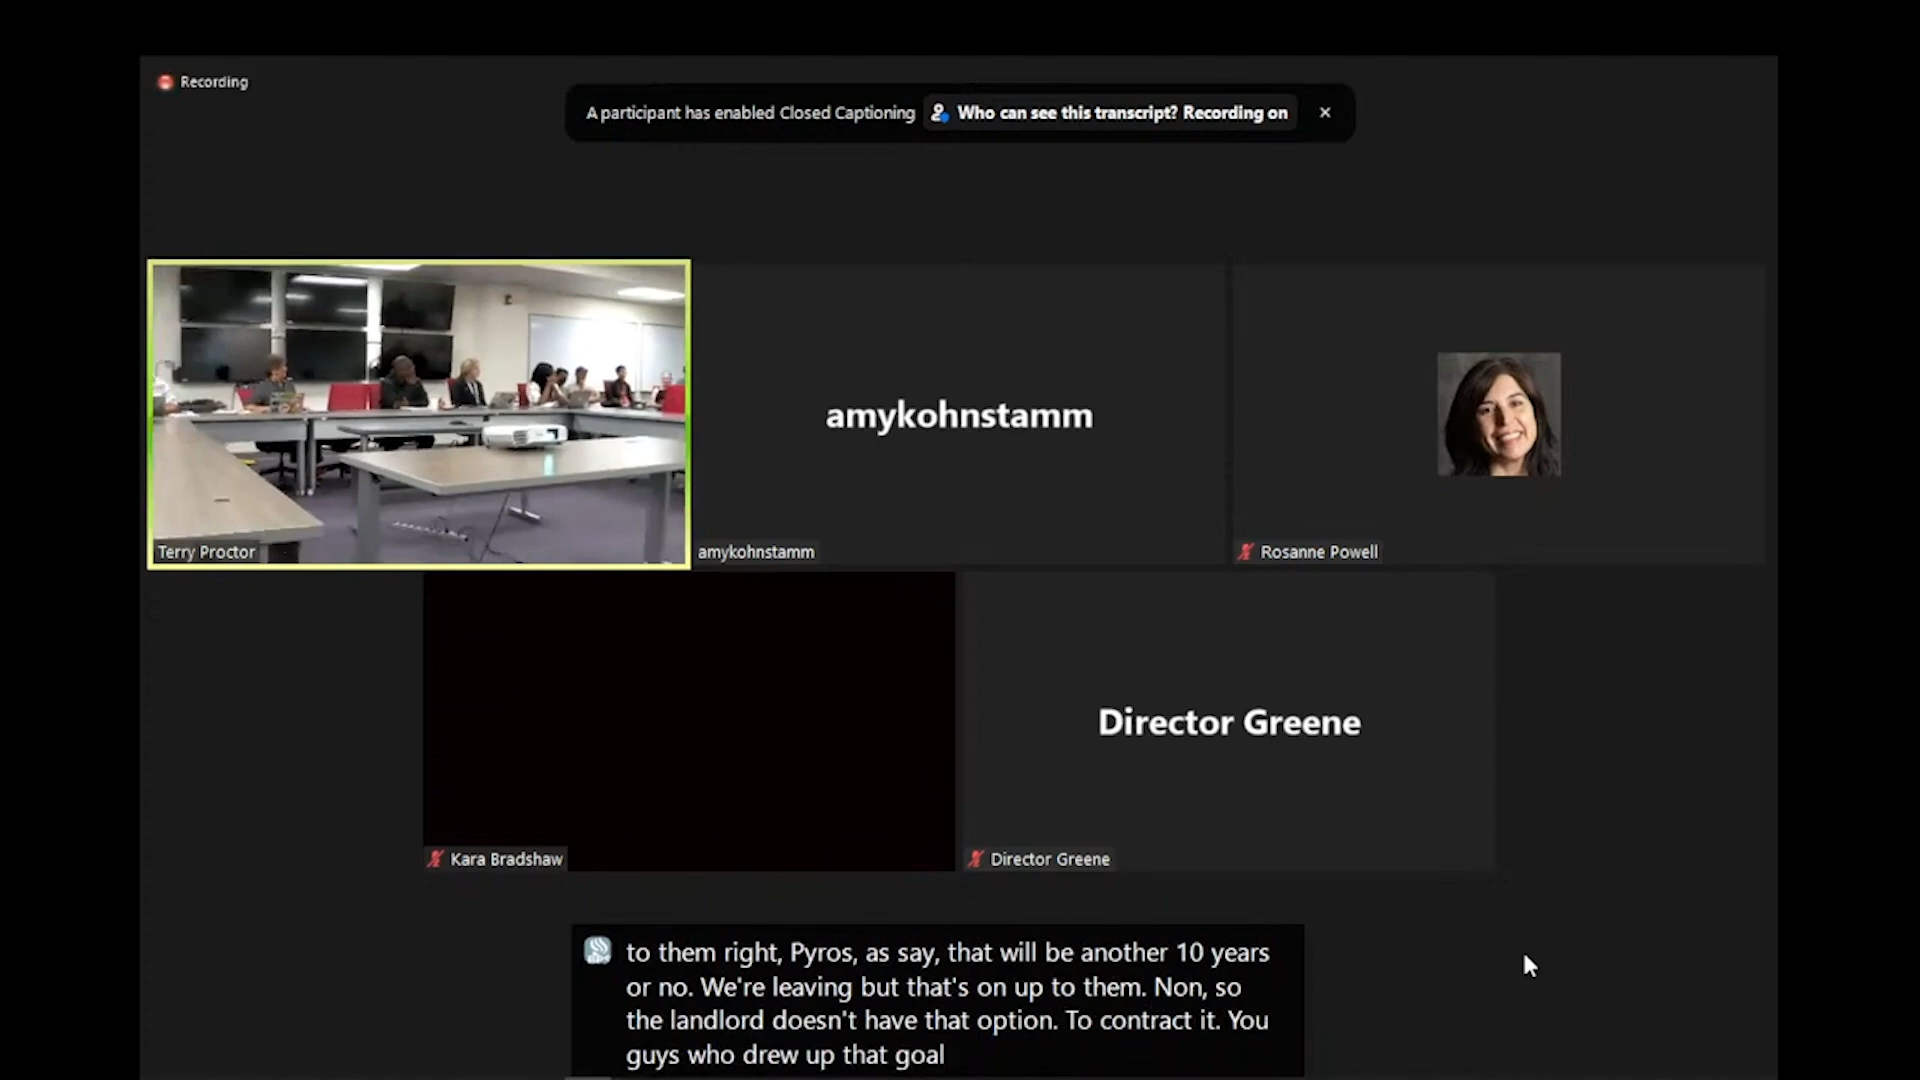 Recording
A participant has enabled Closed Captioning Who can see this transcript? Recording on
amykohnstamm
Terry Proctor
amykohnstamm
Rosanne Powell
Director Greene
Kara Bradshaw
Director Greene
to them right, Pyros, as say, that will be another 10 years
or no. We're leaving but that's on up to them. Non, so
the landlord doesn't have that option. To contract it. You
guys who drew up that goal